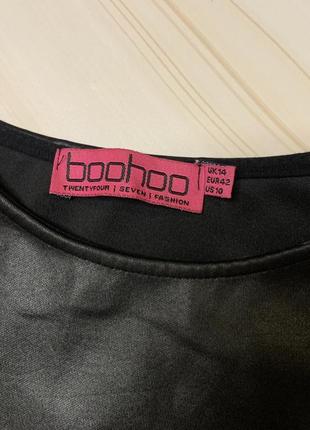 boohoo
TWENTYFOUR | SEVEN | FASHION
UK 14
EUR 42
US 10